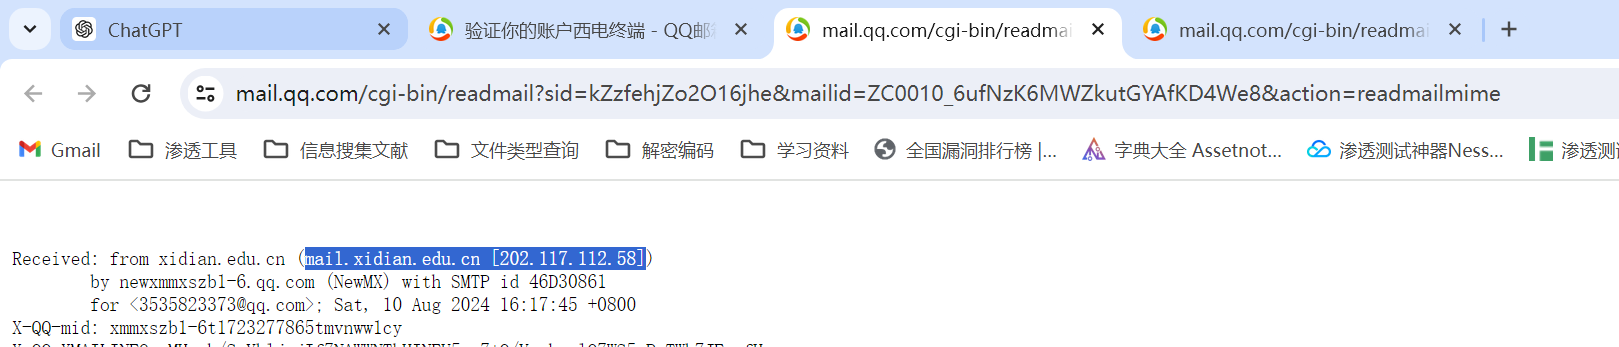 ChatGPT
验证你的账户西电终端 - QQ邮
mail.qq.com/cgi-bin/readma
mail.qq.com/cgi-bin/readmai
mail.qq.com/cgi-bin/readmail?sid=kZzfehjZo2O16jhe&mailid=ZC0010_6ufNzK6MWZkutGYAfKD4We8&action=readmailmime
Gmail
渗透工具
信息搜集文献
文件类型查询
解密编码
学习资料
全国漏洞排行榜 |...
字典大全 Assetnot...
渗透测试神器Ness...
渗透测
Received: from xidian.edu.cn (mail.xidian.edu.cn [202.117.112.58])
by newxmmxszbl-6.qq.com (NewMX) with SMTP id 46D30861
for <3535823373@qq.com>; Sat, 10 Aug 2024 16:17:45 +0800
X-QQ-mid: xmmxszbl-6t1723277865tmvnwwlcy